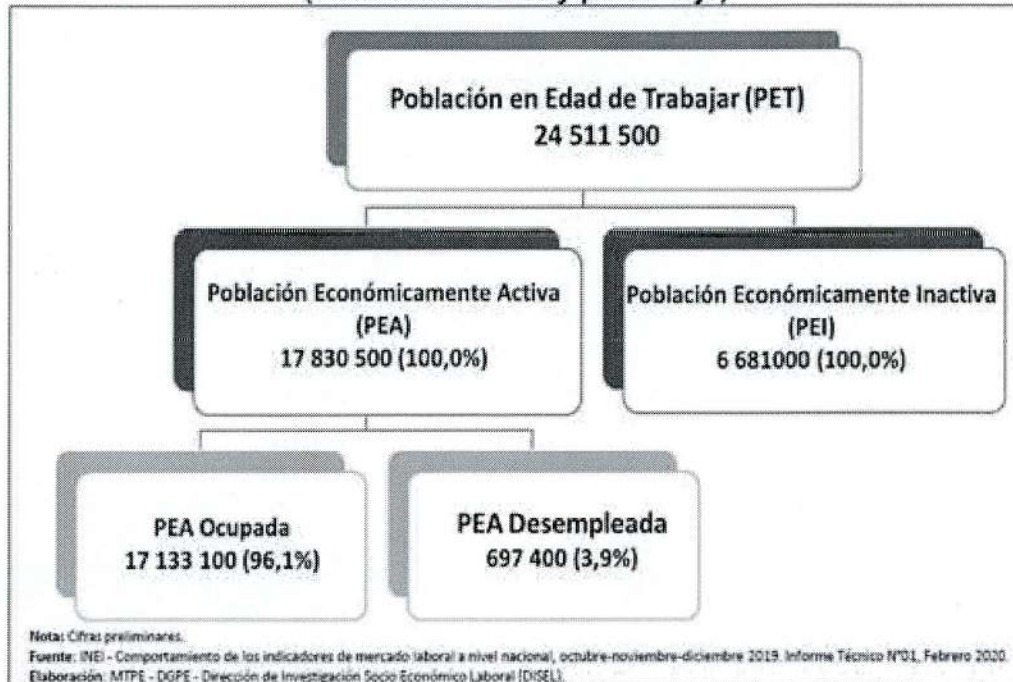 Población en Edad de Trabajar (PET)
24 511 500
Población Económicamente Activa
(PEA)
17 830 500 (100,0%)
Población Económicamente Inactiva
(PEI)
6 681000 (100,0%)
PEA Ocupada
17 133 100 (96,1%)
PEA Desempleada
697 400 (3,9%)
Nota: Cifras preliminares.
Fuente: INEI - Comportamiento de los indicadores de mercado laboral a nivel nacional, octubre-noviembre-diciembre 2019. Informe Técnico N°01. Febrero 2020.
Elaboración: MTPE - DGPE - Dirección de Investigación Socio Económico Laboral (DISEL).